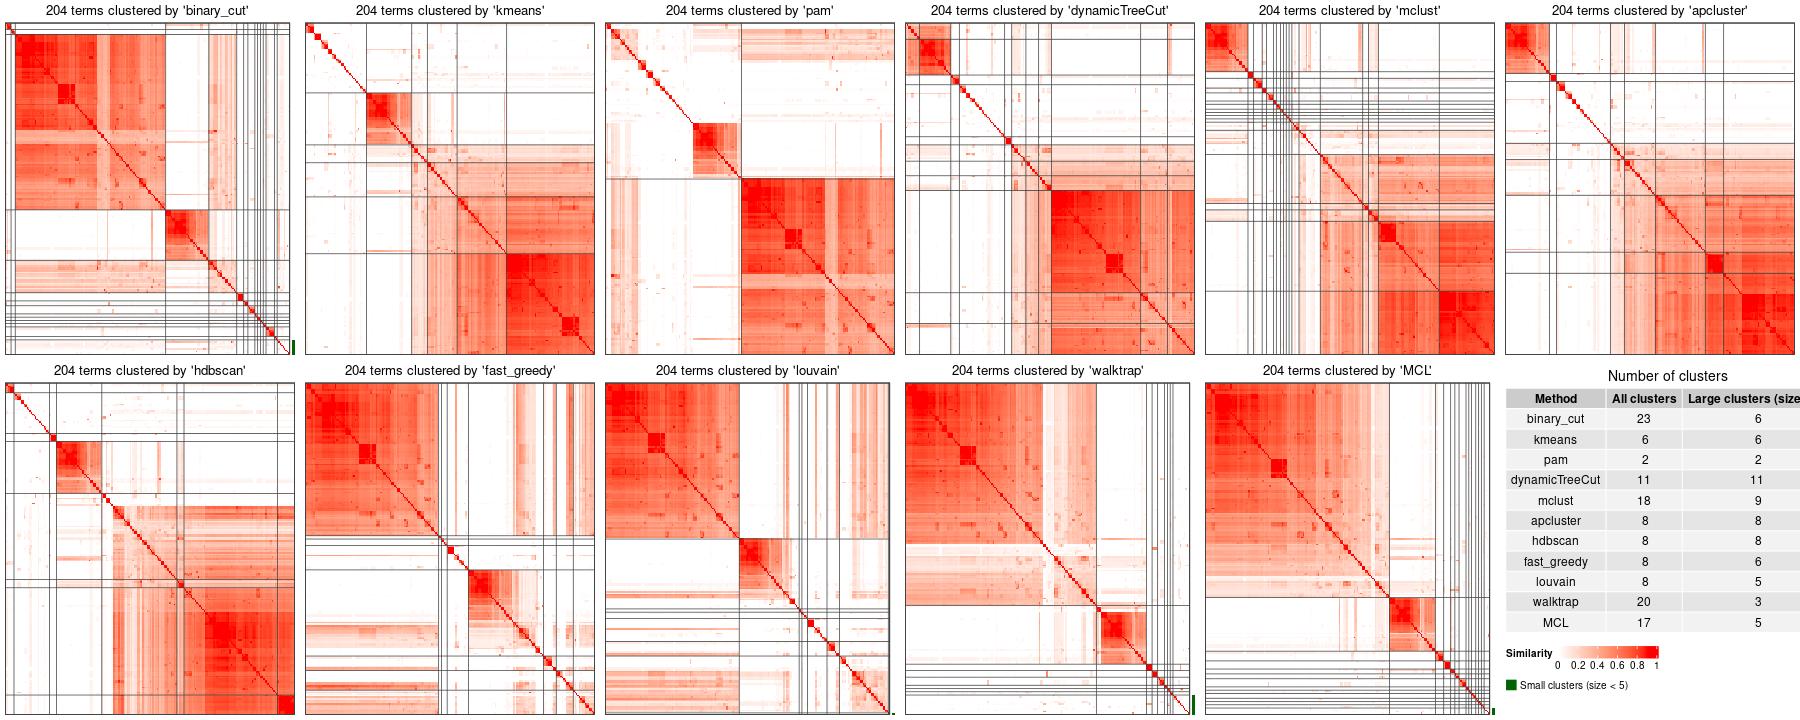 204 terms clustered by 'binary_cut'
204 terms clustered by 'kmeans'
204 terms clustered by 'pam'
204 terms clustered by 'dynamicTreeCut'
204 terms clustered by 'mclust'
204 terms clustered by 'apcluster'
204 terms clustered by 'hdbscan'
204 terms clustered by 'fast_greedy'
204 terms clustered by 'louvain'
204 terms clustered by 'walktrap'
204 terms clustered by 'MCL'
Number of clusters
Method All clusters Large clusters (size
binary_cut 23 6
kmeans 6 6
pam 2 2
dynamicTreeCut 11 11
mclust 18 9
apcluster 8 8
hdbscan 8 8
fast_greedy 8 6
louvain 8 5
walktrap 20 3
MCL 17 5
Similarity
0 0.2 0.4 0.6 0.8 1
Small clusters (size < 5)